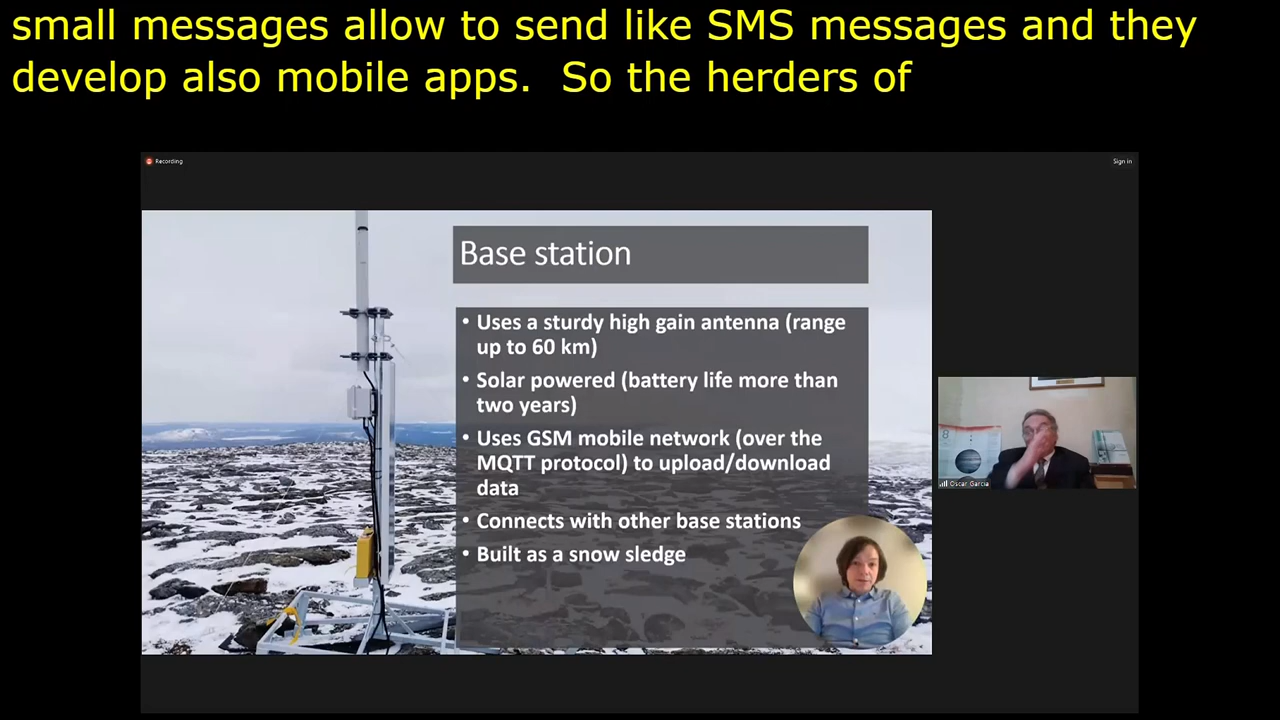 small messages allow to send like SMS messages and they
develop also mobile apps.  So the herders of
Recording
Sign in
Base station
• Uses a sturdy high gain antenna (range
up to 60 km)
• Solar powered (battery life more than
two years)
• Uses GSM mobile network (over the
MQTT protocol) to upload/download
data
• Connects with other base stations
• Built as a snow sledge
8
Oscar Garcia